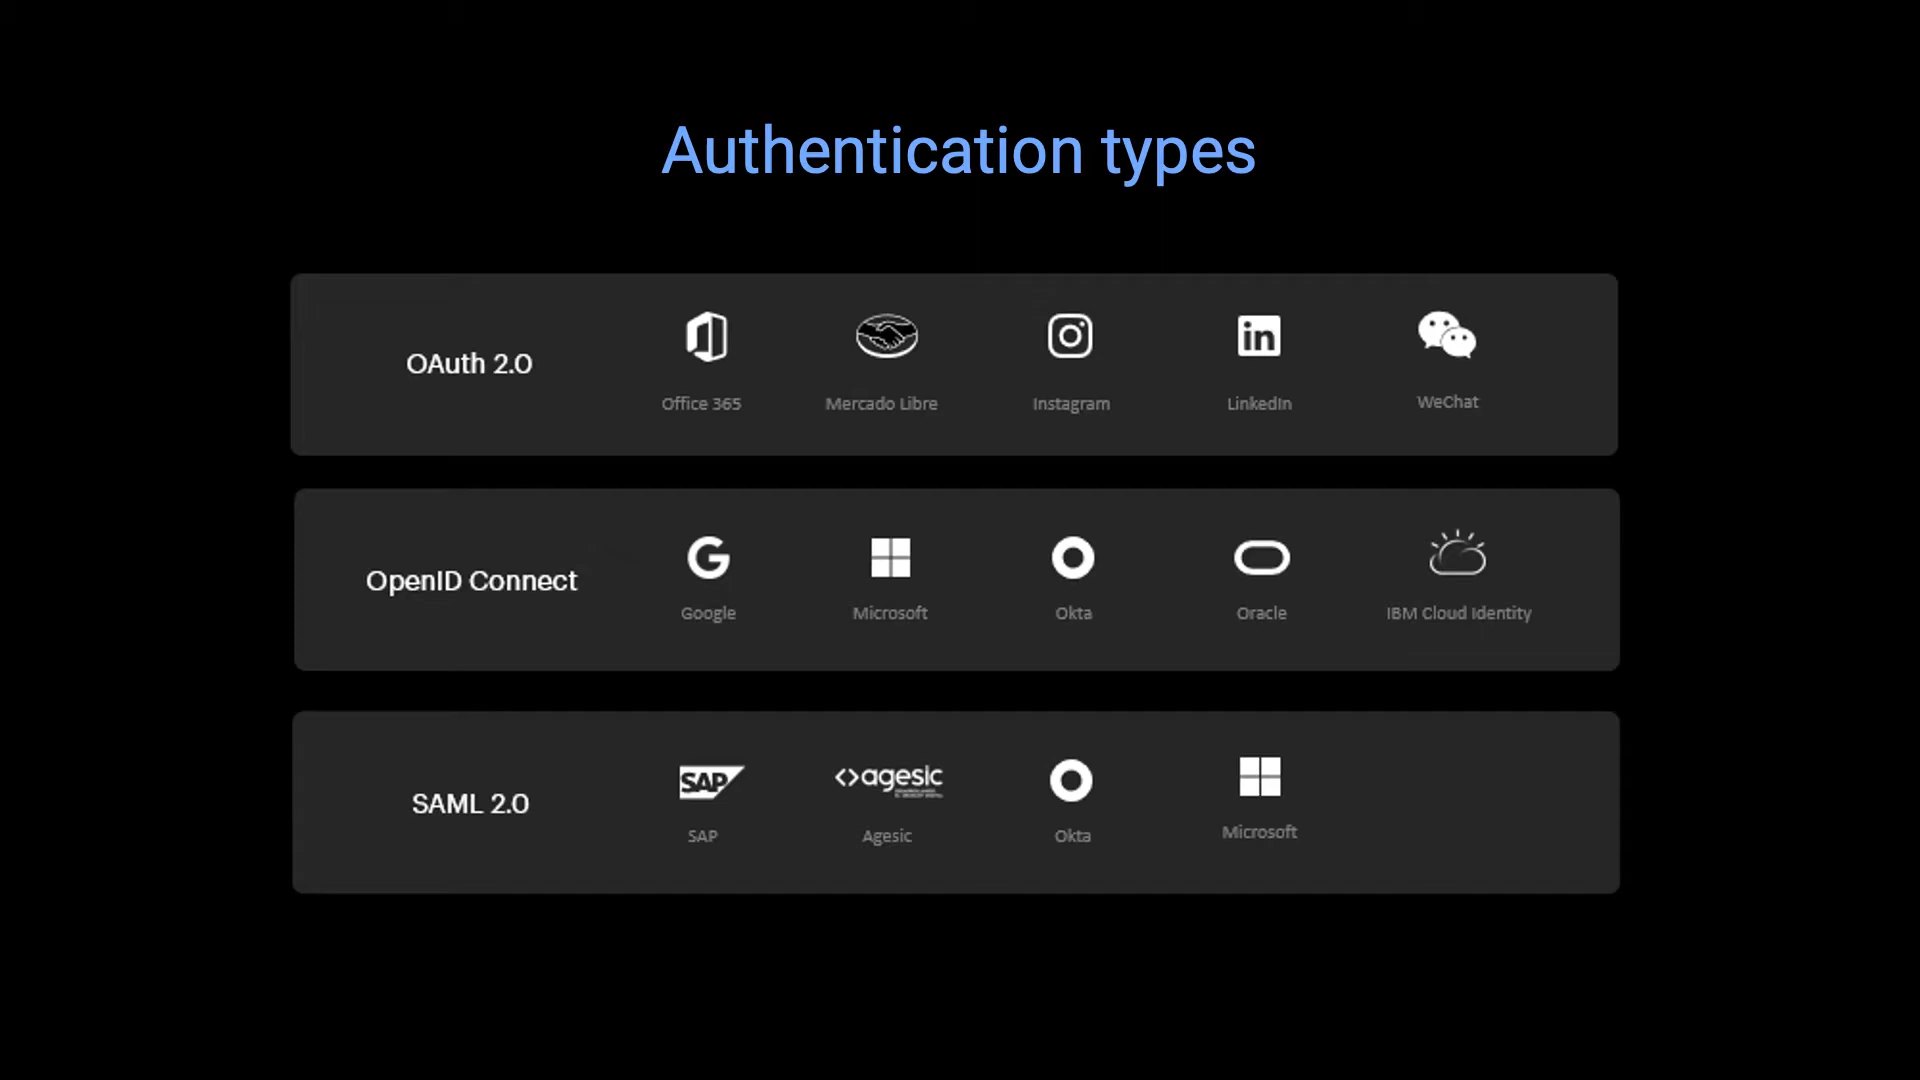 Authentication types
OAuth 2.0
Office 365
Mercado Libre
in
Instagram
LinkedIn
WeChat
OpenID Connect
G
Google
Microsoft
Okta
Oracle
IBM Cloud Identity
SAML 2.0
SAP
<>agesic
SAP
Agesic
Okta
Microsoft